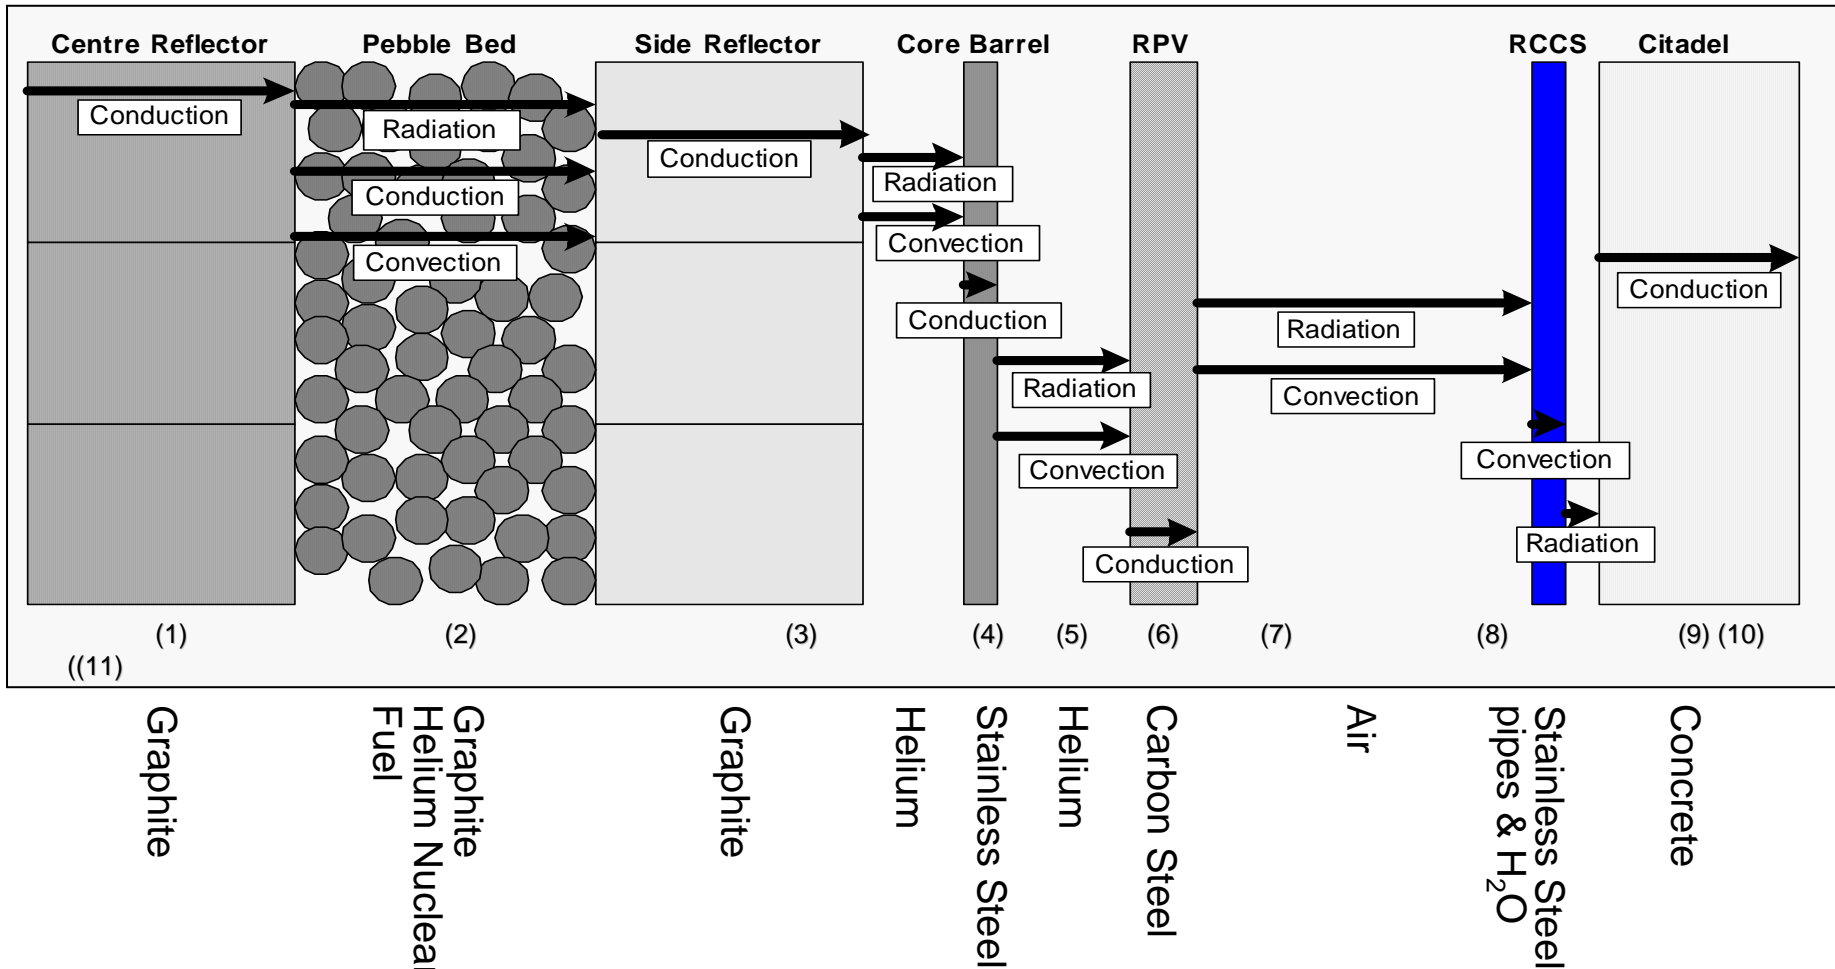 Centre Reflector
Pebble Bed
Side Reflector
Core Barrel
RPV
RCCS
Citadel
Conduction
Radiation
Conduction
Convection
Conduction
Radiation
Convection
Conduction
Radiation
Convection
Conduction
Radiation
Convection
Convection
Radiation
Conduction
(1)
(2)
(3)
(4)
(5)
(6)
(7)
(8)
(9) (10)
((11)
Graphite
Graphite
Helium Nuclear
Fuel
Graphite
Helium
Stainless Steel
Helium
Carbon Steel
Air
Stainless Steel
pipes & H₂O
Concrete